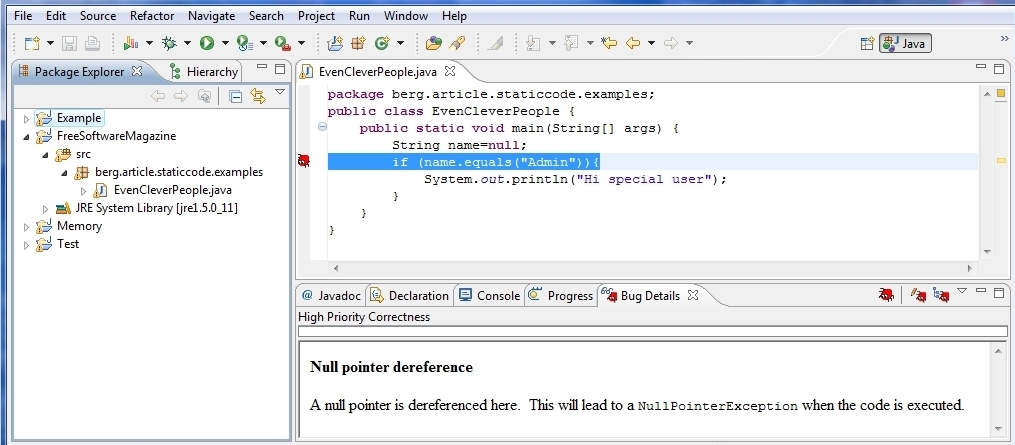 File Edit Source Refactor Navigate Search Project Run Window Help
Java
Package Explorer Hierarchy
Example
FreeSoftwareMagazine
src
berg.article.staticcode.examples
EvenCleverPeople.java
JRE System Library [jre1.5.0_11]
Memory
Test
EvenCleverPeople.java
package berg.article.staticcode.examples;
public class EvenCleverPeople {
public static void main(String[] args) {
String name=null;
if (name.equals("Admin")){
System.out.println("Hi special user");
}
}
}
@ Javadoc Declaration Console Progress Bug Details
High Priority Correctness
Null pointer dereference
A null pointer is dereferenced here. This will lead to a NullPointerException when the code is executed.